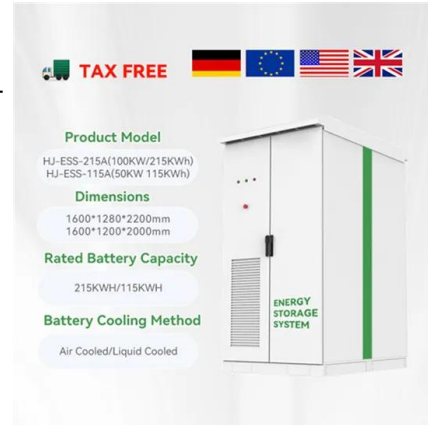 TAX FREE
Product Model
HJ-ESS-215A(100KW/215KWh)
HJ-ESS-115A(50KW 115KWh)
Dimensions
1600*1280*2200mm
1600*1200*2000mm
Rated Battery Capacity
215KWH/115KWH
Battery Cooling Method
Air Cooled/Liquid Cooled
ENERGY
STORAGE
SYSTEM